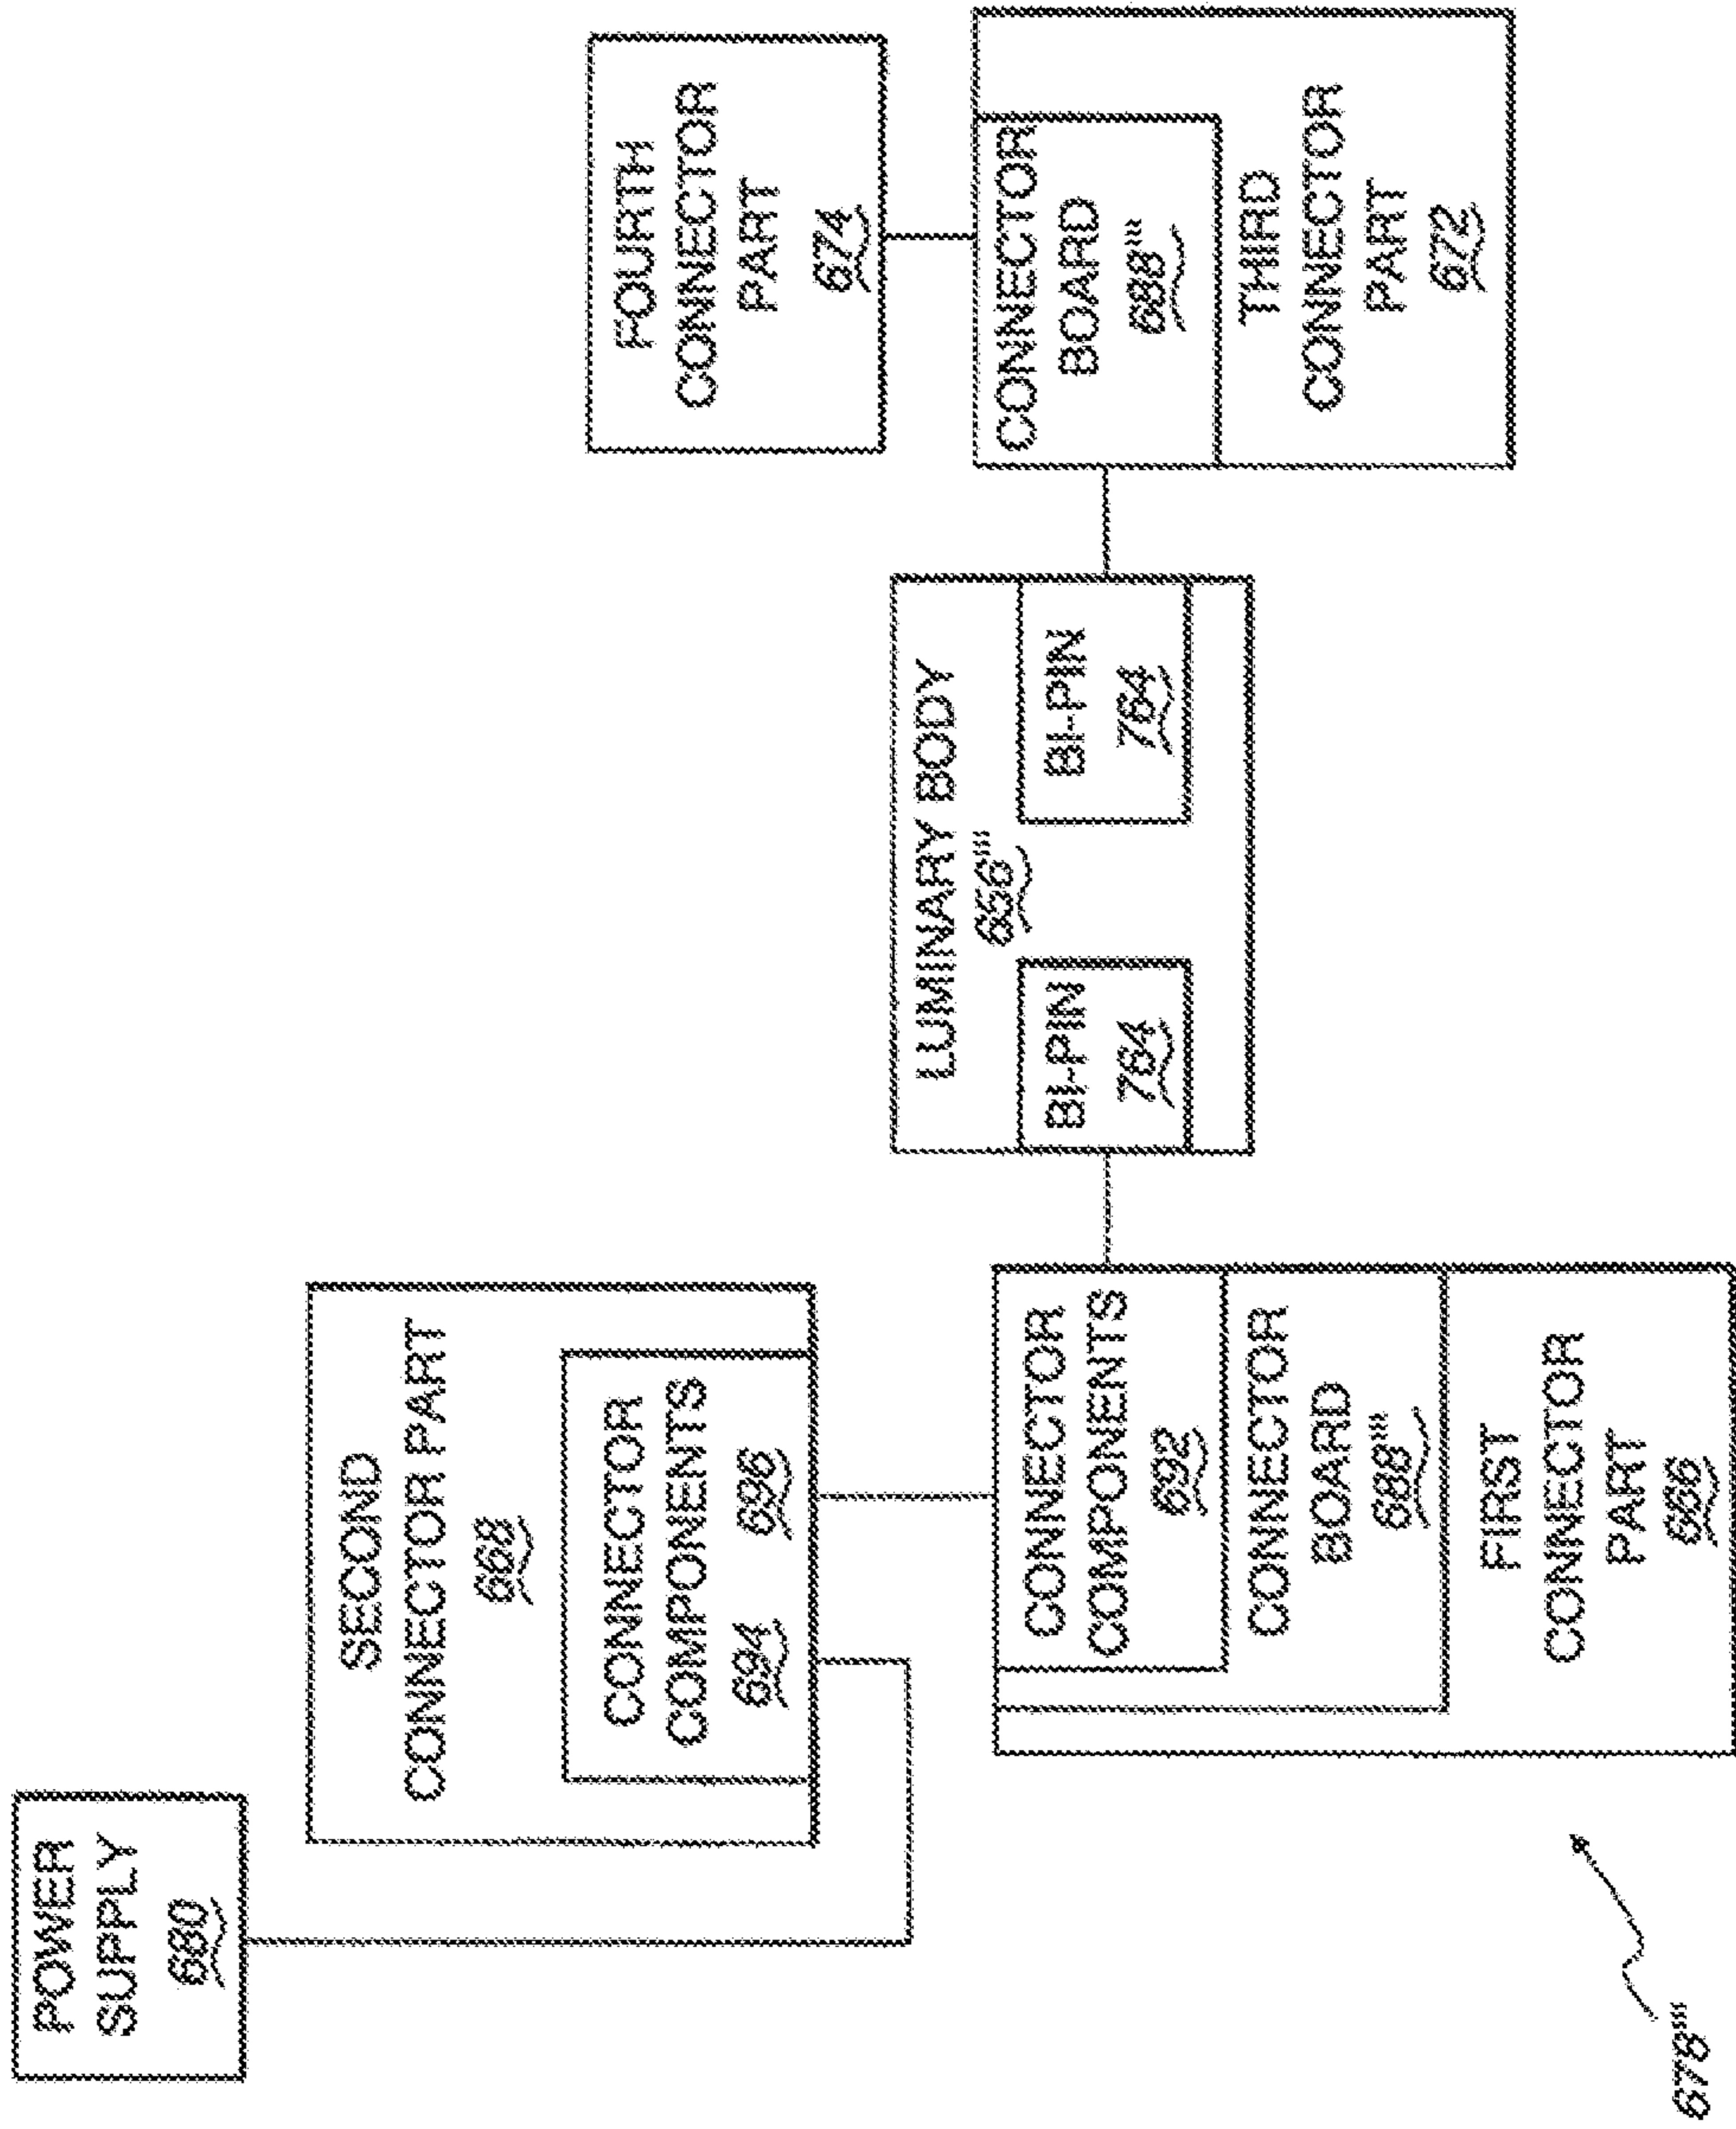 POWER
SUPPLY
680
SECOND
CONNECTOR PART
668
CONNECTOR
COMPONENTS
694 696
CONNECTOR
COMPONENTS
692
CONNECTOR
BOARD
688'''
FIRST
CONNECTOR
PART
666
LUMINARY BODY
656'''
BI-PIN
764
BI-PIN
764
FOURTH
CONNECTOR
PART
674
CONNECTOR
BOARD
688'''
THIRD
CONNECTOR
PART
672
678'''